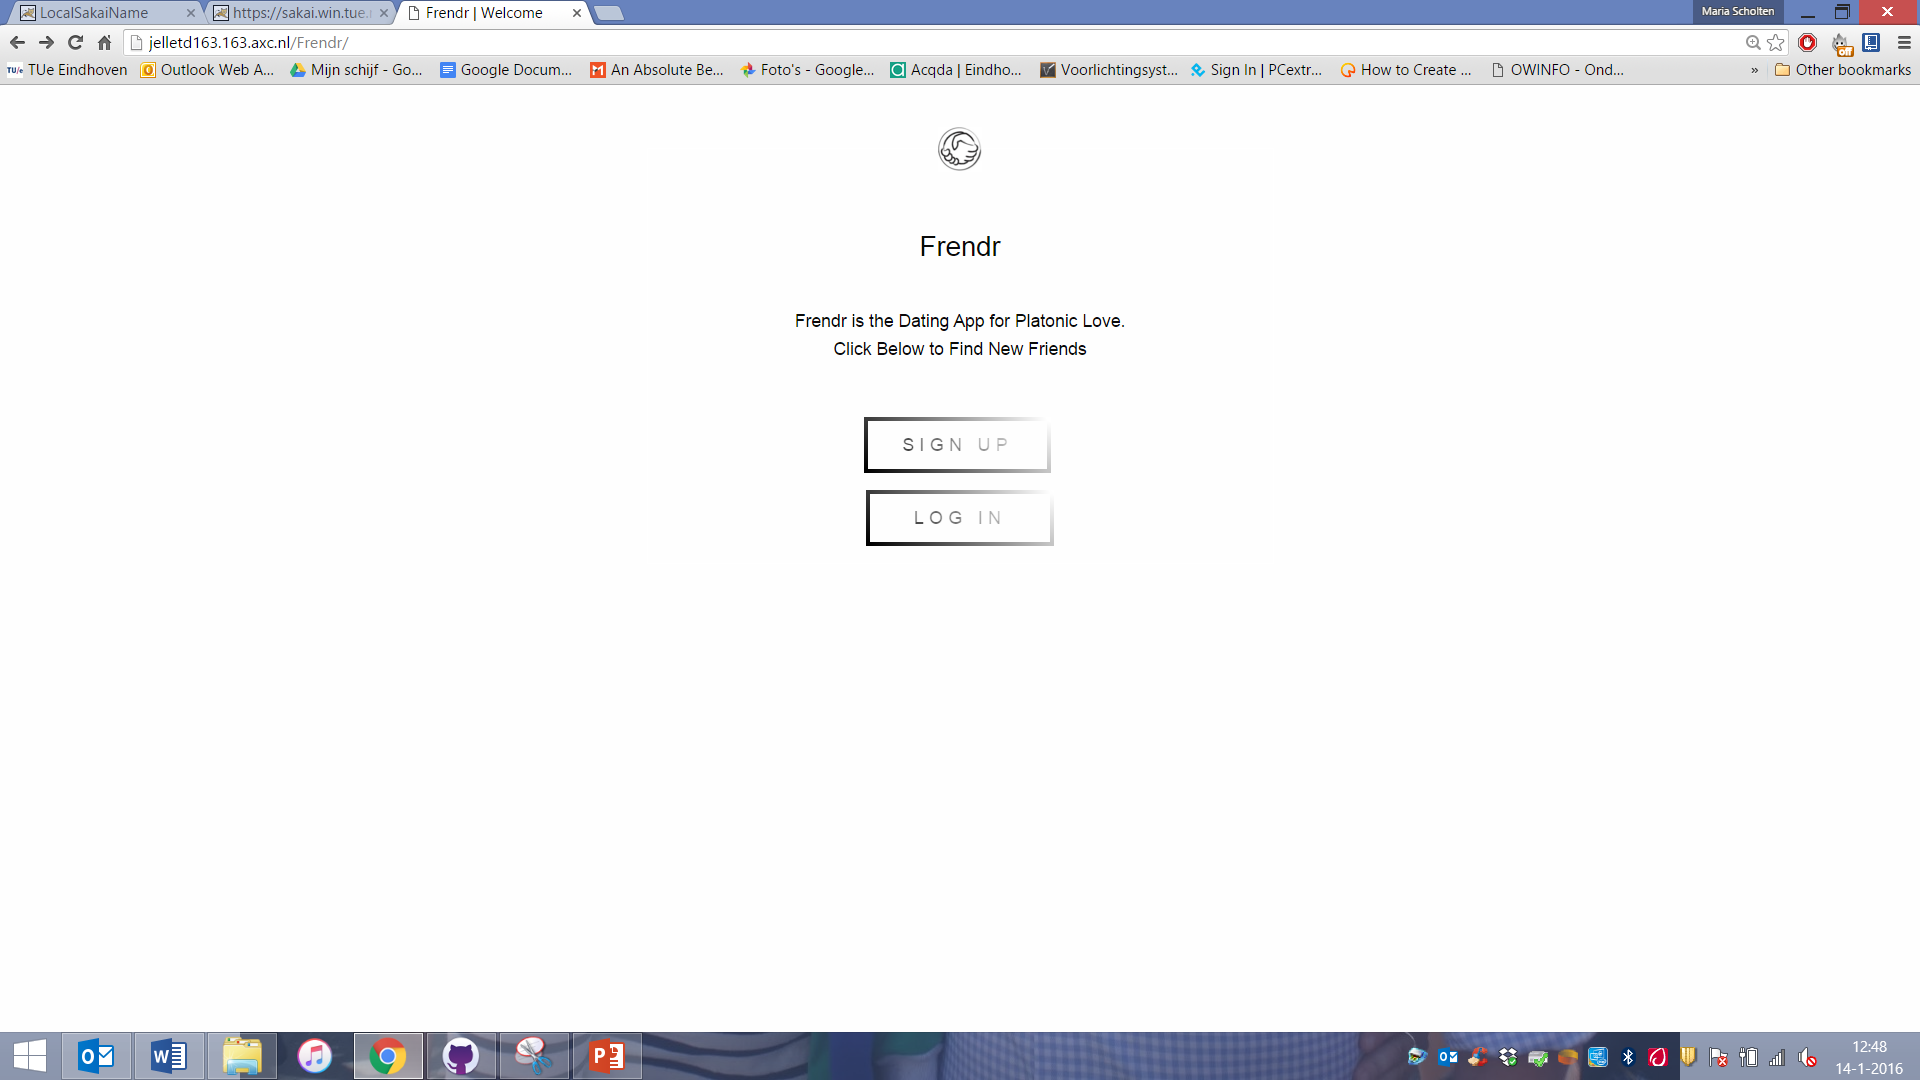 LocalSakaiName
https://sakai.win.tue.
Frendr | Welcome
Maria Scholten
jelletd163.163.axc.nl/Frendr/
TU/e TUe Eindhoven
Outlook Web A...
Mijn schijf - Go...
Google Docum...
An Absolute Be...
Foto's - Google...
Acqda | Eindho...
Voorlichtingsyst...
Sign In | PCextr...
How to Create ...
OWINFO - Ond...
»
Other bookmarks
Frendr
Frendr is the Dating App for Platonic Love.
Click Below to Find New Friends
SIGN UP
LOG IN
12:48
14-1-2016